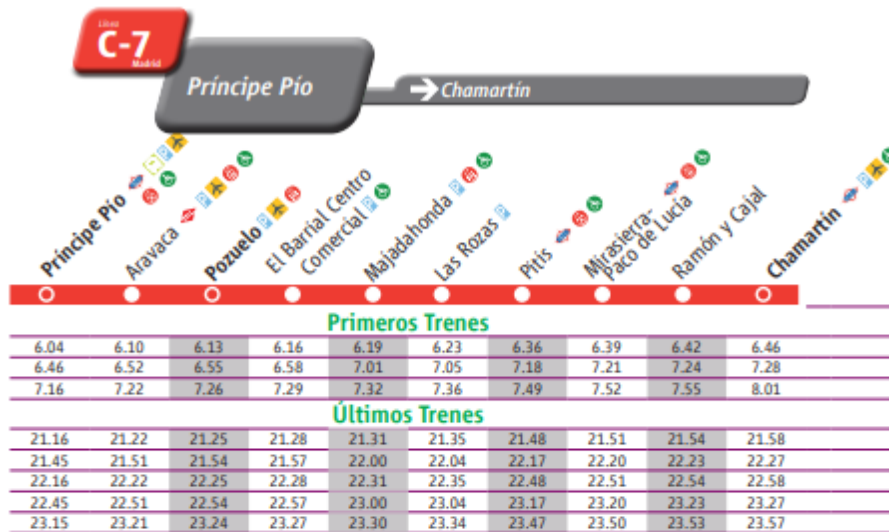 Línea
C-7
Madrid
Príncipe Pío
Chamartín
Príncipe Pío
Aravaca
Pozuelo
El Barrial Centro
Comercial
Majadahonda
Las Rozas
Pitis
Mirasierra-
Paco de Lucía
Ramón y Cajal
Chamartín
Primeros Trenes
6.04 6.10 6.13 6.16 6.19 6.23 6.36 6.39 6.42 6.46
6.46 6.52 6.55 6.58 7.01 7.05 7.18 7.21 7.24 7.28
7.16 7.22 7.26 7.29 7.32 7.36 7.49 7.52 7.55 8.01
Últimos Trenes
21.16 21.22 21.25 21.28 21.31 21.35 21.48 21.51 21.54 21.58
21.45 21.51 21.54 21.57 22.00 22.04 22.17 22.20 22.23 22.27
22.16 22.22 22.25 22.28 22.31 22.35 22.48 22.51 22.54 22.58
22.45 22.51 22.54 22.57 23.00 23.04 23.17 23.20 23.23 23.27
23.15 23.21 23.24 23.27 23.30 23.34 23.47 23.50 23.53 23.57